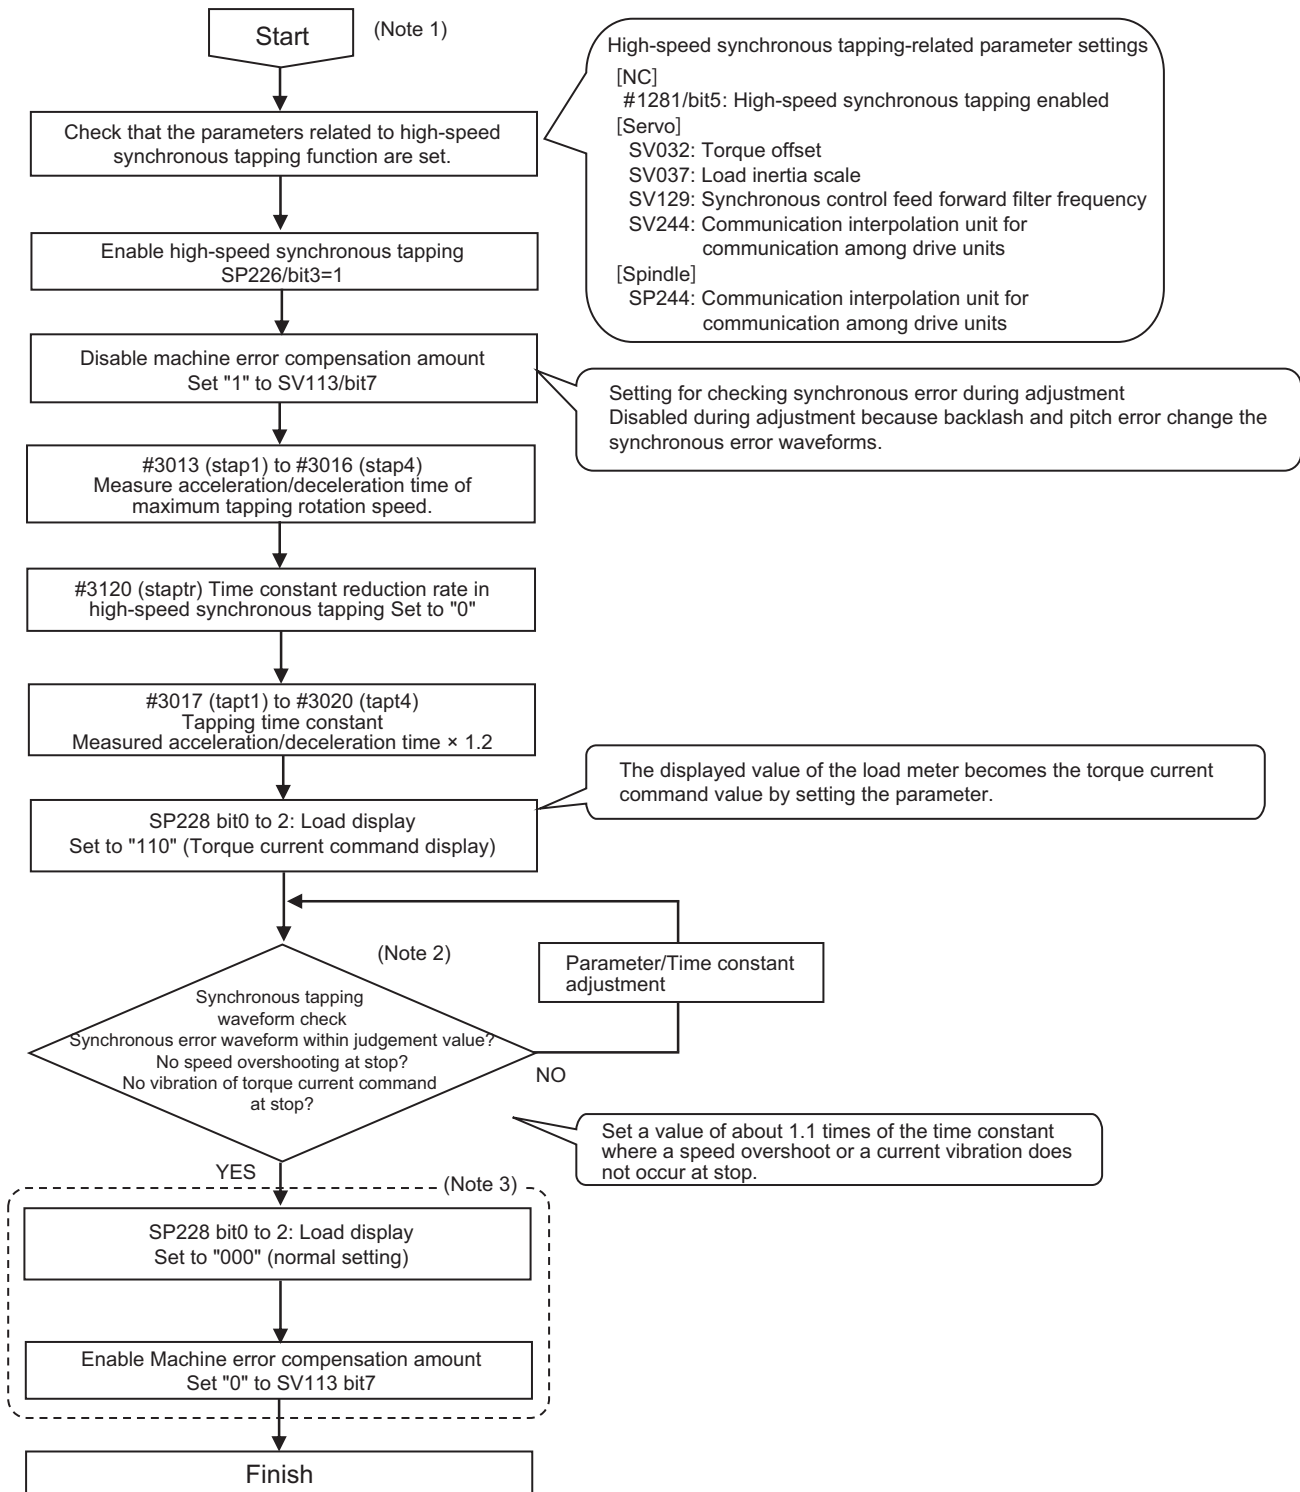 Start
(Note 1)
High-speed synchronous tapping-related parameter settings
[NC]
#1281/bit5: High-speed synchronous tapping enabled
[Servo]
SV032: Torque offset
SV037: Load inertia scale
SV129: Synchronous control feed forward filter frequency
SV244: Communication interpolation unit for
communication among drive units
[Spindle]
SP244: Communication interpolation unit for
communication among drive units
Check that the parameters related to high-speed
synchronous tapping function are set.
Enable high-speed synchronous tapping
SP226/bit3=1
Disable machine error compensation amount
Set "1" to SV113/bit7
Setting for checking synchronous error during adjustment
Disabled during adjustment because backlash and pitch error change the
synchronous error waveforms.
#3013 (stap1) to #3016 (stap4)
Measure acceleration/deceleration time of
maximum tapping rotation speed.
#3120 (staptr) Time constant reduction rate in
high-speed synchronous tapping Set to "0"
#3017 (tapt1) to #3020 (tapt4)
Tapping time constant
Measured acceleration/deceleration time × 1.2
The displayed value of the load meter becomes the torque current
command value by setting the parameter.
SP228 bit0 to 2: Load display
Set to "110" (Torque current command display)
(Note 2)
Parameter/Time constant
adjustment
Synchronous tapping
waveform check
Synchronous error waveform within judgement value?
No speed overshooting at stop?
No vibration of torque current command
at stop?
NO
Set a value of about 1.1 times of the time constant
where a speed overshoot or a current vibration does
not occur at stop.
YES
(Note 3)
SP228 bit0 to 2: Load display
Set to "000" (normal setting)
Enable Machine error compensation amount
Set "0" to SV113 bit7
Finish